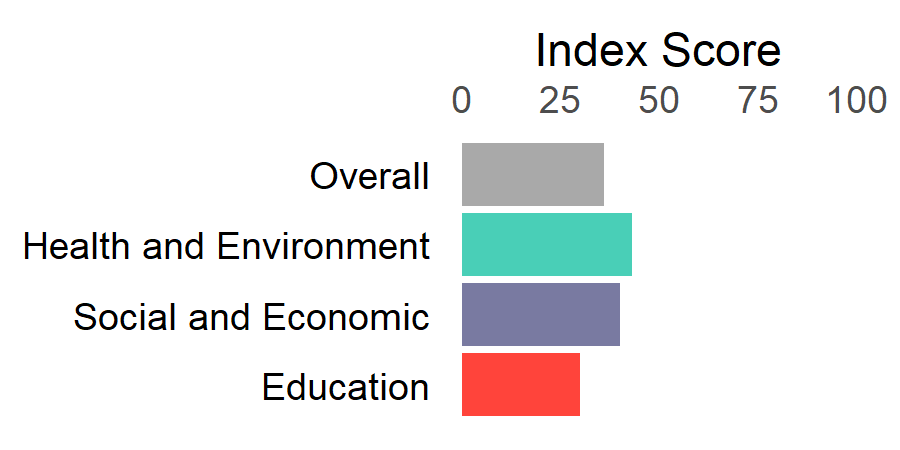 Index Score
0 25 50 75 100
Overall
Health and Environment
Social and Economic
Education